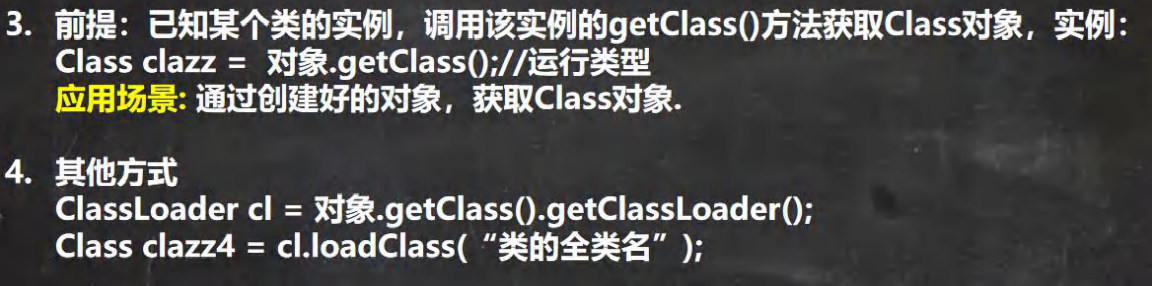 3. 前提：已知某个类的实例，调用该实例的getClass()方法获取Class对象，实例：
Class clazz = 对象.getClass();//运行类型
应用场景: 通过创建好的对象，获取Class对象.
4. 其他方式
ClassLoader cl = 对象.getClass().getClassLoader();
Class clazz4 = cl.loadClass(“类的全类名”);